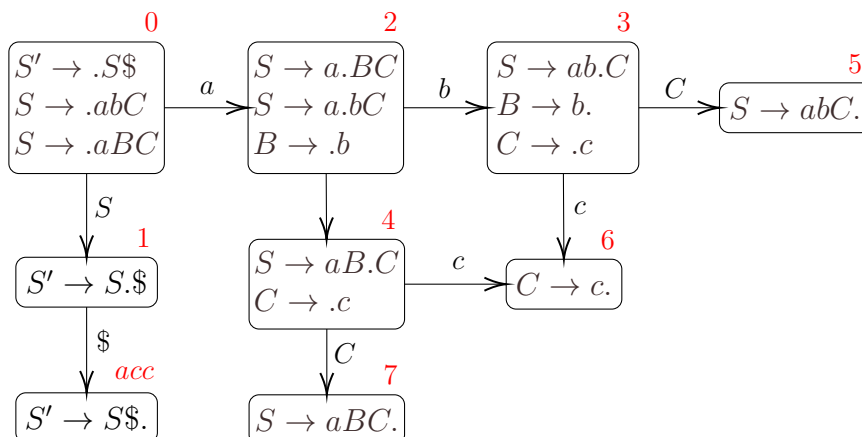 0
S′ → .S$
S → .abC
S → .aBC
a
2
S → a.BC
S → a.bC
B → .b
b
3
S → ab.C
B → b.
C → .c
C
5
S → abC.
S
c
1
S′ → S.$
4
S → aB.C
C → .c
c
6
C → c.
$
C
acc
S′ → S$.
7
S → aBC.